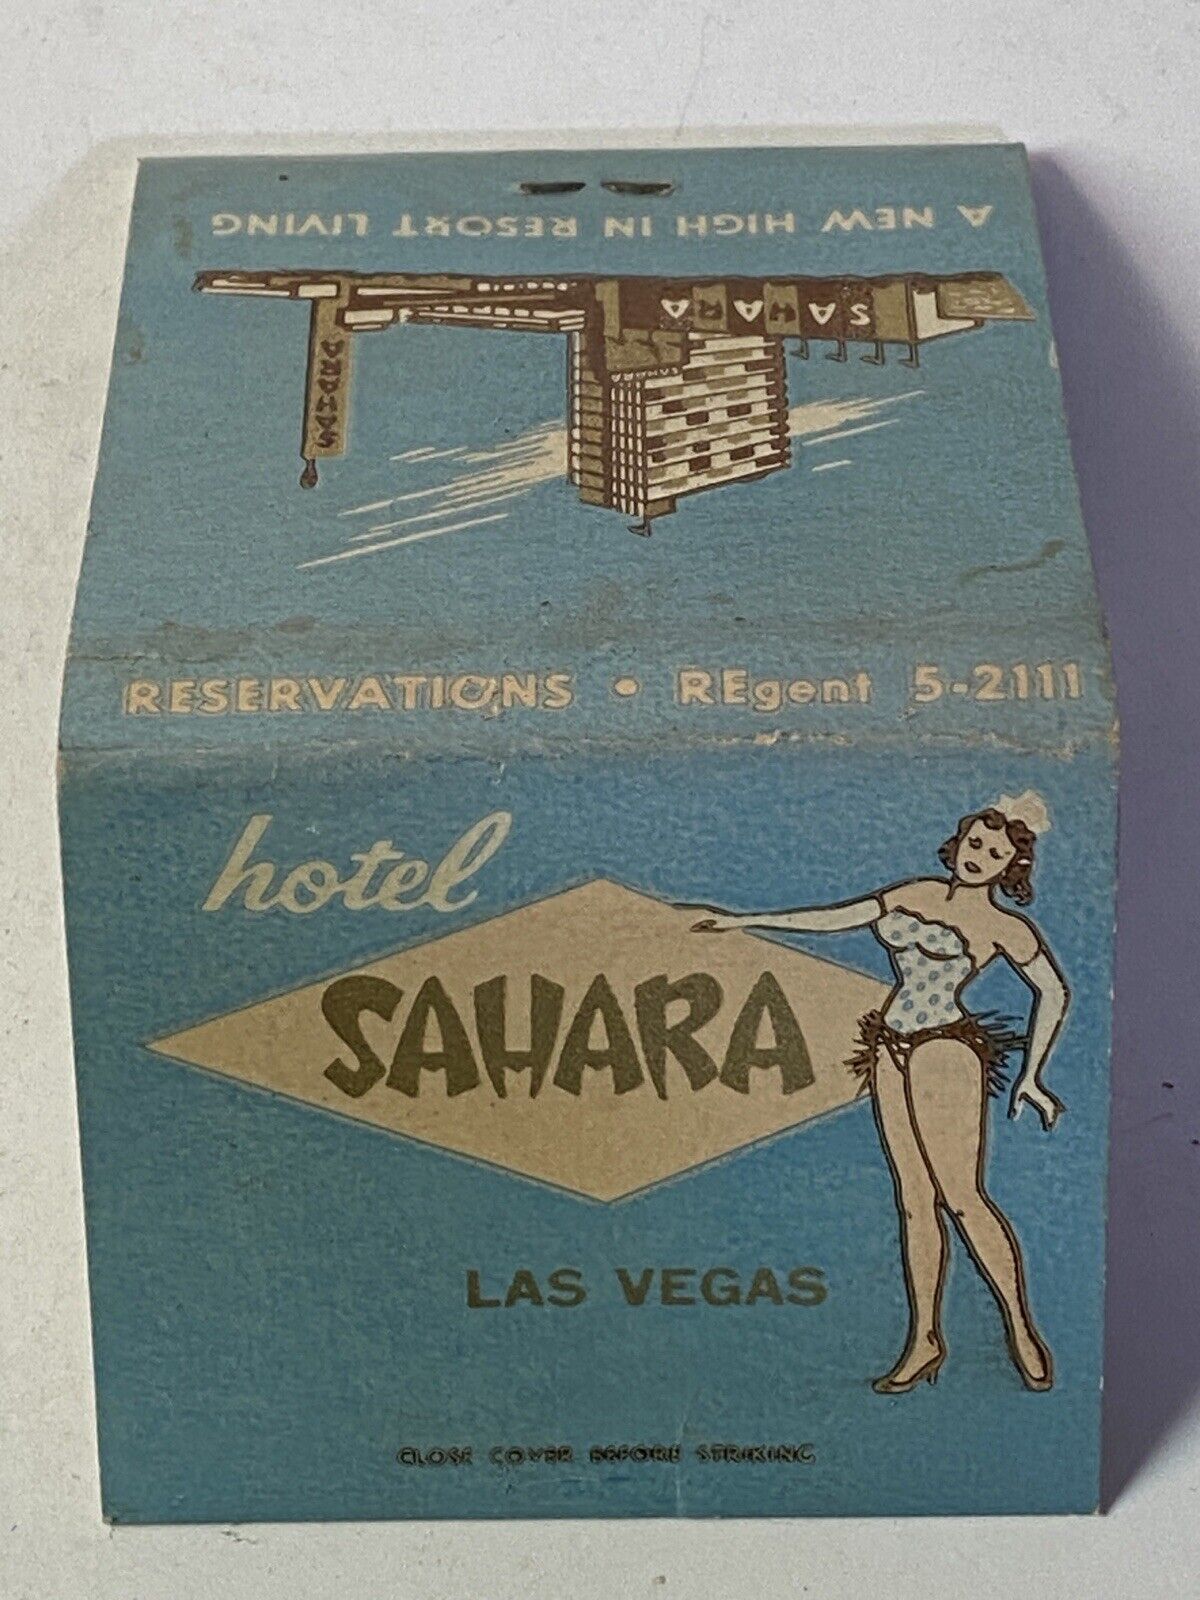 A NEW HIGH IN RESORT LIVING
SAHARA
SAHARA
RESERVATIONS • REgent 5-2111
hotel
SAHARA
LAS VEGAS
CLOSE COVER BEFORE STRIKING